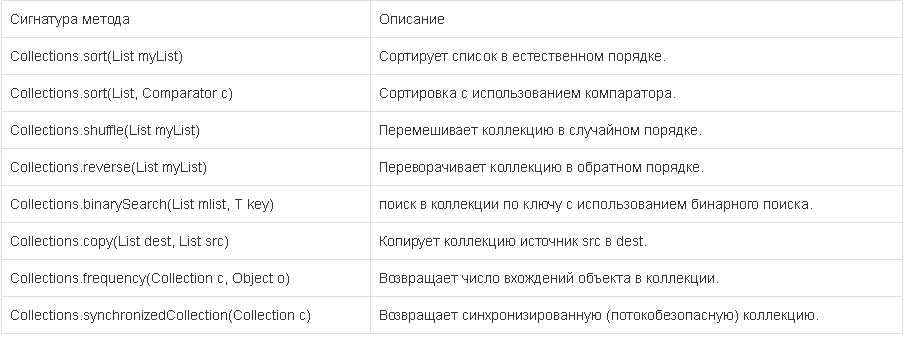 Сигнатура метода Описание
Collections.sort(List myList) Сортирует список в естественном порядке.
Collections.sort(List, Comparator c) Сортировка с использованием компаратора.
Collections.shuffle(List myList) Перемешивает коллекцию в случайном порядке.
Collections.reverse(List myList) Переворачивает коллекцию в обратном порядке.
Collections.binarySearch(List mlist, T key) поиск в коллекции по ключу с использованием бинарного поиска.
Collections.copy(List dest, List src) Копирует коллекцию источник src в dest.
Collections.frequency(Collection c, Object o) Возвращает число вхождений объекта в коллекции.
Collections.synchronizedCollection(Collection c) Возвращает синхронизированную (потокобезопасную) коллекцию.